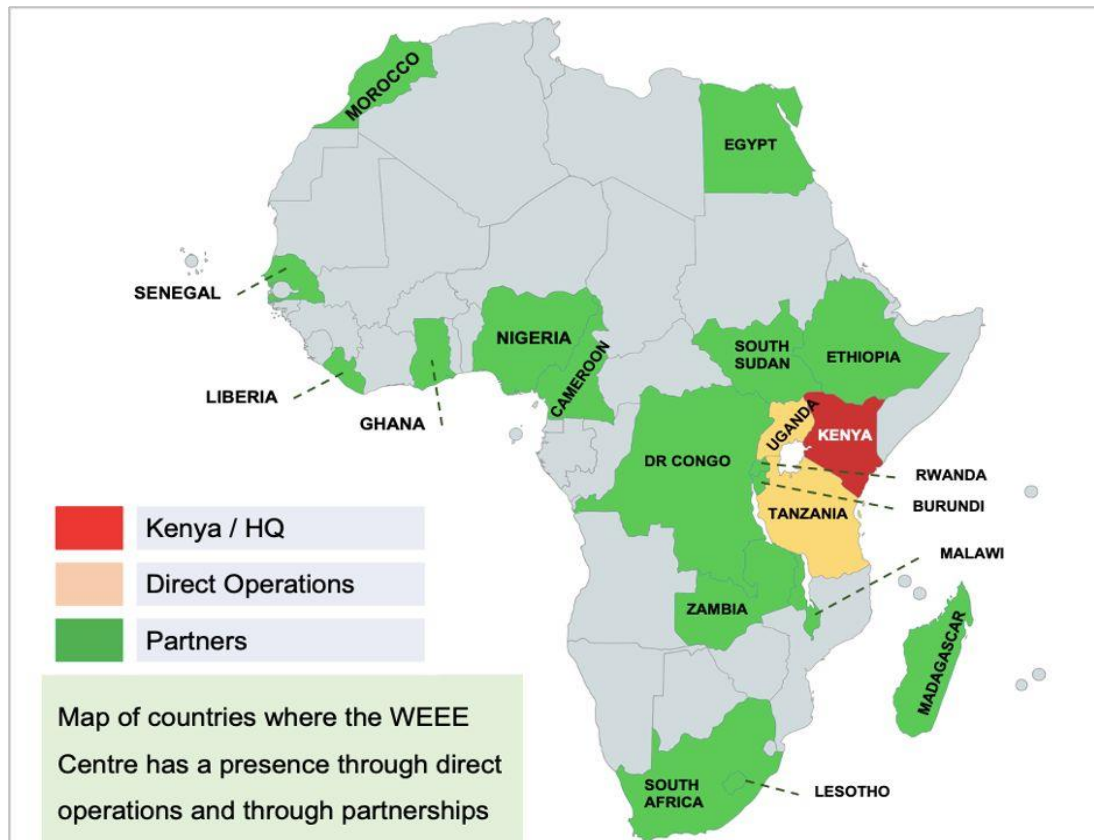 MOROCCO
EGYPT
SENEGAL
NIGERIA
CAMEROON
SOUTH
SUDAN
ETHIOPIA
LIBERIA
GHANA
UGANDA
KENYA
DR CONGO
RWANDA
BURUNDI
TANZANIA
MALAWI
ZAMBIA
MADAGASCAR
SOUTH
AFRICA
LESOTHO
Kenya / HQ
Direct Operations
Partners
Map of countries where the WEEE
Centre has a presence through direct
operations and through partnerships